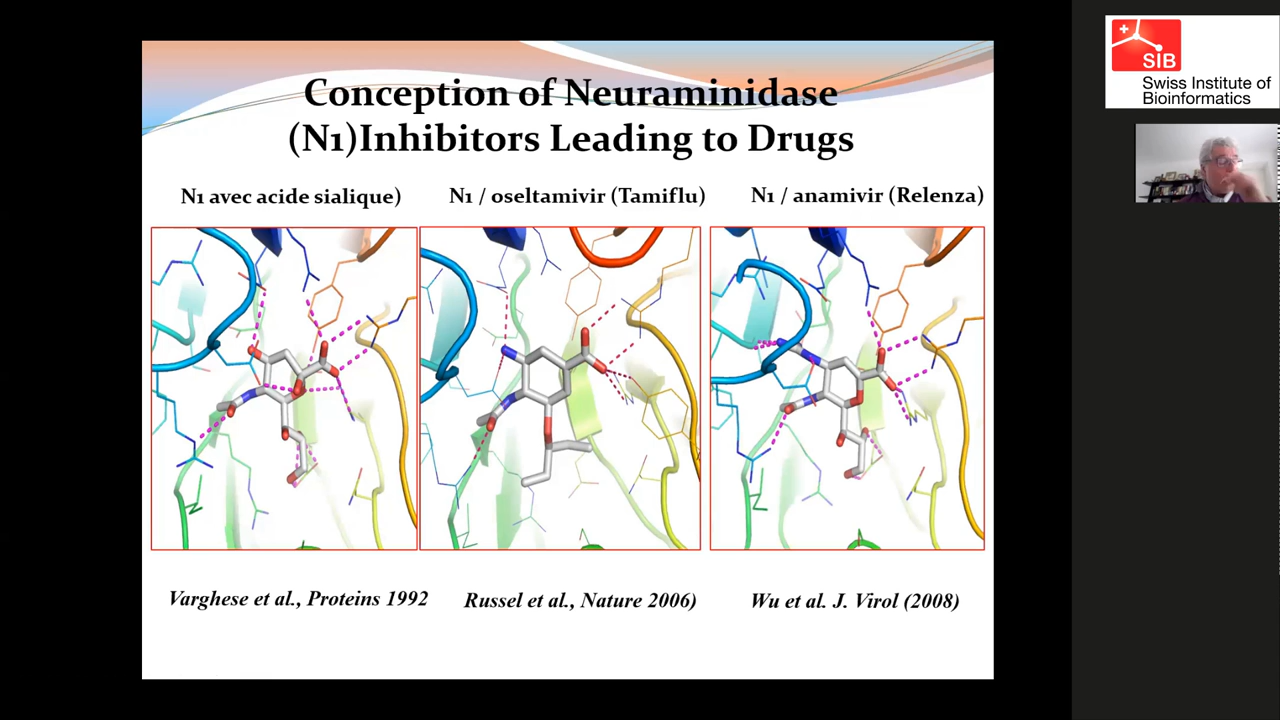 Conception of Neuraminidase
(N1)Inhibitors Leading to Drugs
N1 avec acide sialique)
N1 / oseltamivir (Tamiflu)
N1 / anamivir (Relenza)
Varghese et al., Proteins 1992
Russel et al., Nature 2006)
Wu et al. J. Virol (2008)
SIB
Swiss Institute of
Bioinformatics